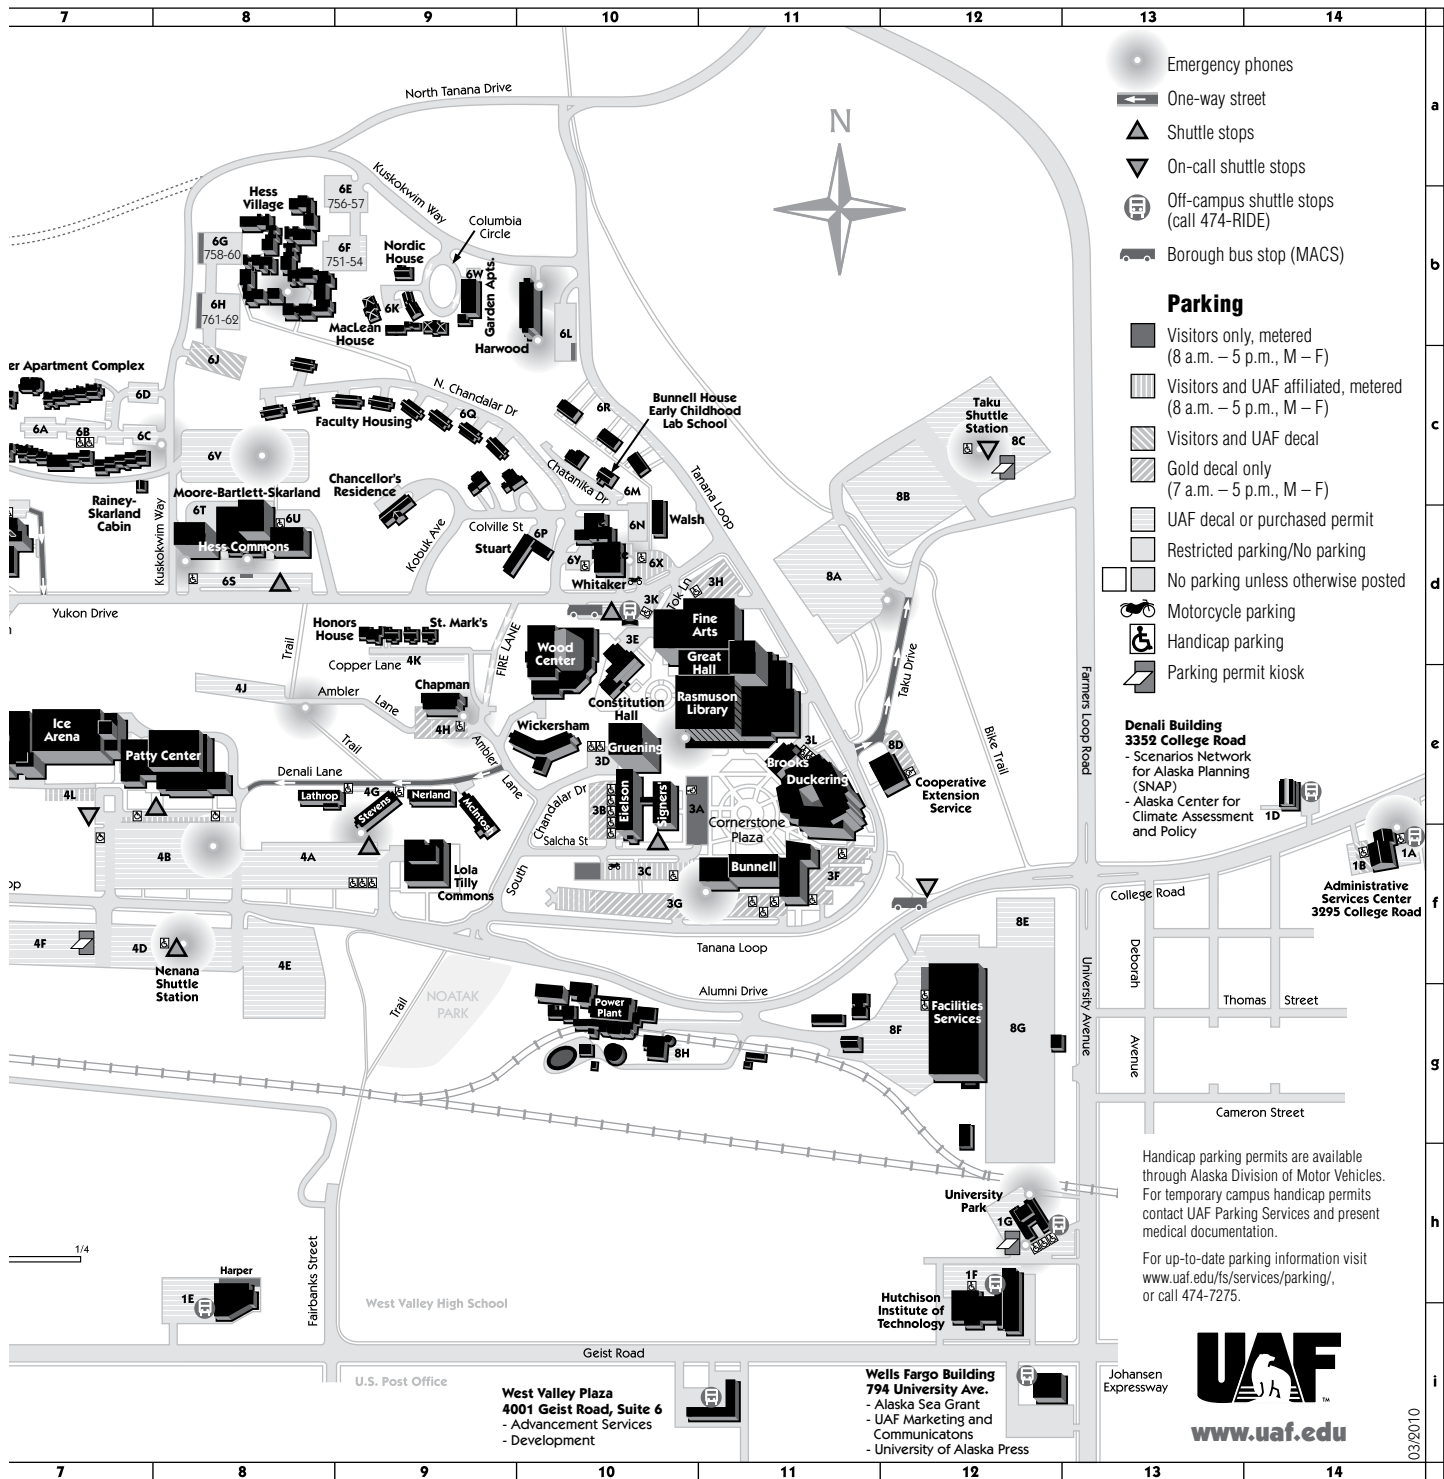 7 8 9 10 11 12 13 14
a
b
c
d
e
f
g
h
i
Emergency phones
One-way street
Shuttle stops
On-call shuttle stops
Off-campus shuttle stops
(call 474-RIDE)
Borough bus stop (MACS)
Parking
Visitors only, metered
(8 a.m. – 5 p.m., M – F)
Visitors and UAF affiliated, metered
(8 a.m. – 5 p.m., M – F)
Visitors and UAF decal
Gold decal only
(7 a.m. – 5 p.m., M – F)
UAF decal or purchased permit
Restricted parking/No parking
No parking unless otherwise posted
Motorcycle parking
Handicap parking
Parking permit kiosk
N
North Tanana Drive
Kuskokwim Way
Hess
Village
6E
756-57
6G
758-60
6F
751-54
6H
761-62
6J
Nordic
House
Columbia
Circle
6W
Garden Apts.
6K
MacLean
House
Harwood
6L
er Apartment Complex
6D
6A
6B
6C
N. Chandalar Dr
6Q
Faculty Housing
6R
Bunnell House
Early Childhood
Lab School
Taku
Shuttle
Station
8C
8B
8A
6V
Rainey-
Skarland
Cabin
Moore-Bartlett-Skarland
6T
6U
Hess Commons
6S
Kuskokwim Way
Chancellor's
Residence
Kobuk Ave
Chatanika Dr
6M
Tanana Loop
Colville St
6P
Stuart
6N
Walsh
6Y
6X
Whitaker
3H
3K
Tok Ln
Yukon Drive
Trail
Honors
House
St. Mark's
Copper Lane
4K
FIRE LANE
Wood
Center
3E
Fine
Arts
Great
Hall
Rasmuson
Library
Constitution
Hall
4J
Ambler
Lane
Chapman
4H
Trail
Ambler
Lane
Wickersham
Gruening
3D
3L
Brooks
Duckering
8D
Cooperative
Extension
Service
Taku Drive
Bike Trail
Farmers Loop Road
Denali Building
3352 College Road
- Scenarios Network
for Alaska Planning
(SNAP)
- Alaska Center for
Climate Assessment
and Policy
1D
Ice
Arena
Patty Center
Denali Lane
4L
Lathrop
4G
Stevens
Nerland
McIntosh
Chandalar Dr
3B
Eielson
Signers'
3A
Cornerstone
Plaza
Salcha St
4B
4A
Lola
Tilly
Commons
South
3C
Bunnell
3F
3G
Tanana Loop
College Road
1B
1A
Administrative
Services Center
3295 College Road
op
4F
4D
Nenana
Shuttle
Station
4E
NOATAK
PARK
Trail
Alumni Drive
Power
Plant
8H
8E
8F
Facilities
Services
8G
University Avenue
Deborah
Avenue
Thomas Street
Cameron Street
University
Park
1G
Handicap parking permits are available
through Alaska Division of Motor Vehicles.
For temporary campus handicap permits
contact UAF Parking Services and present
medical documentation.
For up-to-date parking information visit
www.uaf.edu/fs/services/parking/,
or call 474-7275.
1/4
Harper
1E
Fairbanks Street
West Valley High School
1F
Hutchison
Institute of
Technology
Geist Road
U.S. Post Office
West Valley Plaza
4001 Geist Road, Suite 6
- Advancement Services
- Development
Wells Fargo Building
794 University Ave.
- Alaska Sea Grant
- UAF Marketing and
Communicatons
- University of Alaska Press
Johansen
Expressway
UAF
TM
www.uaf.edu
03/2010
7 8 9 10 11 12 13 14